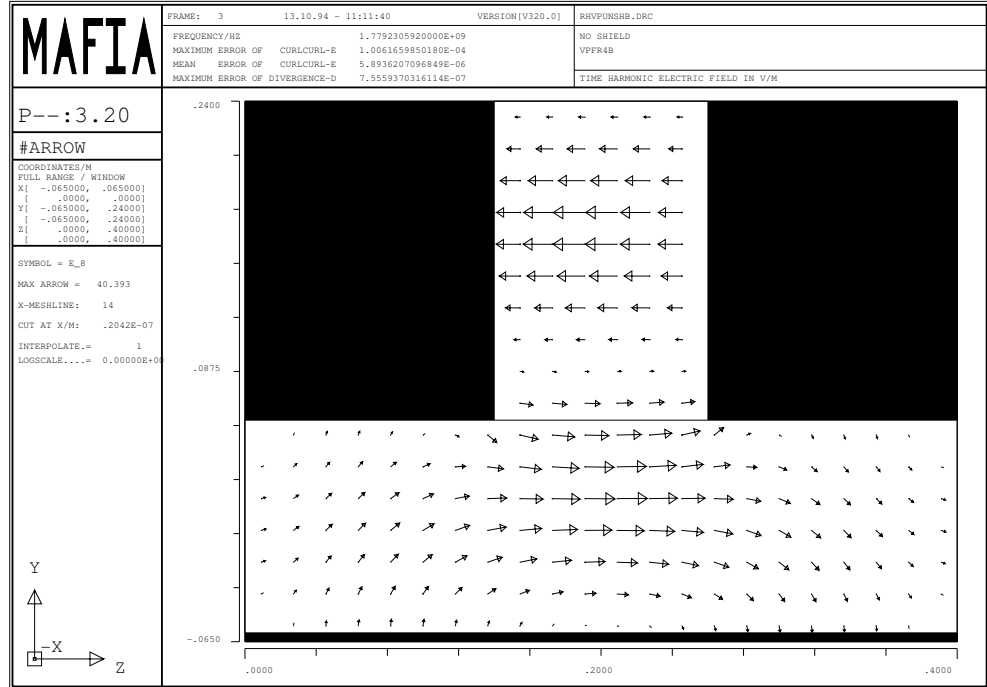 MAFIA
FRAME: 3 13.10.94 - 11:11:40 VERSION[V320.0] RHVPUNSHB.DRC
FREQUENCY/HZ 1.7792305920000E+09
MAXIMUM ERROR OF CURLCURL-E 1.0061659850180E-04
MEAN ERROR OF CURLCURL-E 5.8936207096849E-06
MAXIMUM ERROR OF DIVERGENCE-D 7.5559370316114E-07
NO SHIELD
VPFR4B
TIME HARMONIC ELECTRIC FIELD IN V/M
P--:3.20
#ARROW
COORDINATES/M
FULL RANGE / WINDOW
X[ -.065000, .065000]
[ .0000, .0000]
Y[ -.065000, .24000]
[ -.065000, .24000]
Z[ .0000, .40000]
[ .0000, .40000]
SYMBOL = E_8
MAX ARROW = 40.393
X-MESHLINE: 14
CUT AT X/M: .2042E-07
INTERPOLATE.= 1
LOGSCALE....= 0.00000E+00
Y
-X
Z
.2400
.0875
-.0650
.0000 .2000 .4000